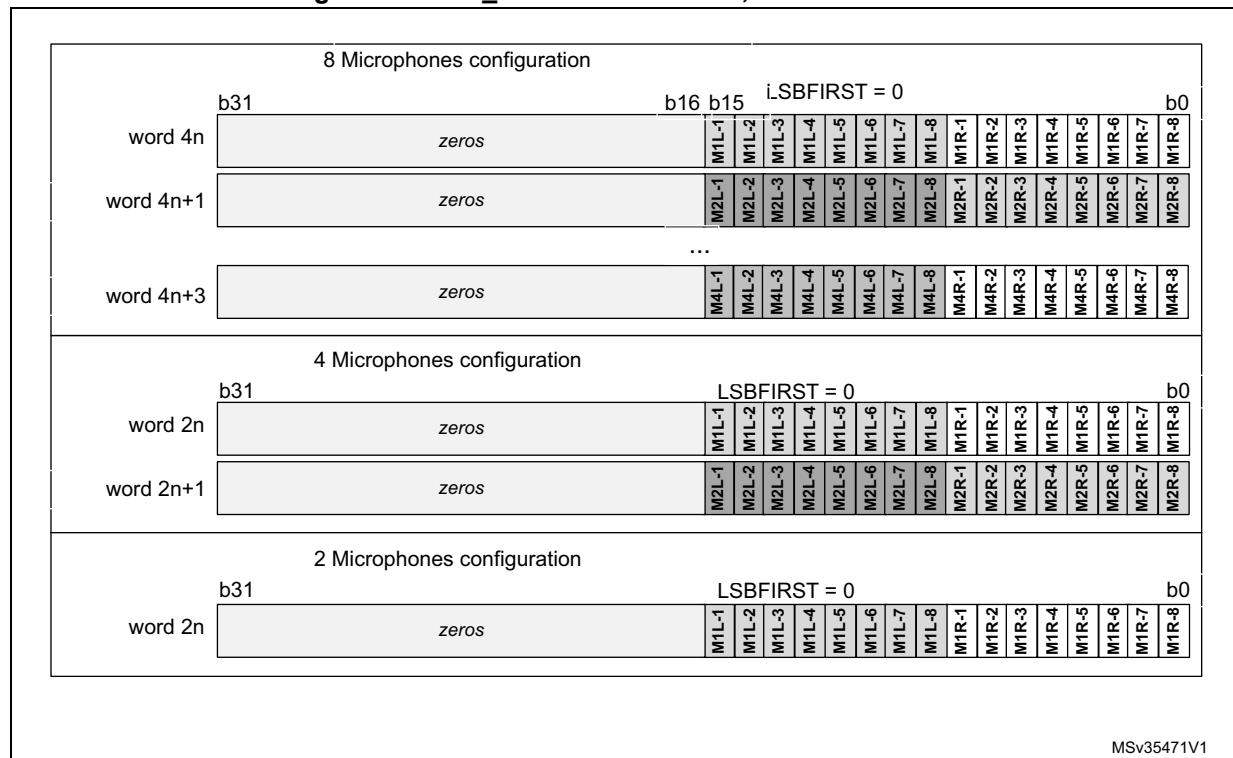 8 Microphones configuration
b31 b16 b15 LSBFIRST = 0 b0
word 4n zeros M1L-1 M1L-2 M1L-3 M1L-4 M1L-5 M1L-6 M1L-7 M1L-8 M1R-1 M1R-2 M1R-3 M1R-4 M1R-5 M1R-6 M1R-7 M1R-8
word 4n+1 zeros M2L-1 M2L-2 M2L-3 M2L-4 M2L-5 M2L-6 M2L-7 M2L-8 M2R-1 M2R-2 M2R-3 M2R-4 M2R-5 M2R-6 M2R-7 M2R-8
...
word 4n+3 zeros M4L-1 M4L-2 M4L-3 M4L-4 M4L-5 M4L-6 M4L-7 M4L-8 M4R-1 M4R-2 M4R-3 M4R-4 M4R-5 M4R-6 M4R-7 M4R-8
4 Microphones configuration
b31 LSBFIRST = 0 b0
word 2n zeros M1L-1 M1L-2 M1L-3 M1L-4 M1L-5 M1L-6 M1L-7 M1L-8 M1R-1 M1R-2 M1R-3 M1R-4 M1R-5 M1R-6 M1R-7 M1R-8
word 2n+1 zeros M2L-1 M2L-2 M2L-3 M2L-4 M2L-5 M2L-6 M2L-7 M2L-8 M2R-1 M2R-2 M2R-3 M2R-4 M2R-5 M2R-6 M2R-7 M2R-8
2 Microphones configuration
b31 LSBFIRST = 0 b0
word 2n zeros M1L-1 M1L-2 M1L-3 M1L-4 M1L-5 M1L-6 M1L-7 M1L-8 M1R-1 M1R-2 M1R-3 M1R-4 M1R-5 M1R-6 M1R-7 M1R-8
MSv35471V1